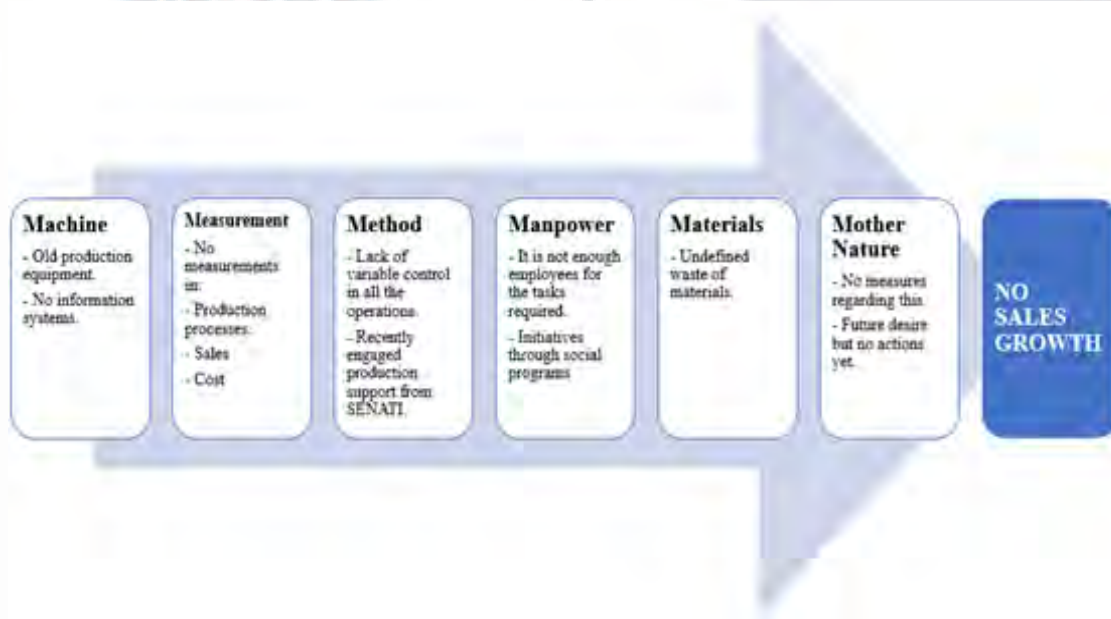 Machine
- Old production
equipment.
- No information
systems.
Measurement
- No
measurements
in:
- Production
processes.
- Sales
- Cost
Method
- Lack of
variable control
in all the
operations.
- Recently
engaged
production
support from
SENATI.
Manpower
- It is not enough
employees for
the tasks
required.
- Initiatives
through social
programs
Materials
- Undefined
waste of
materials.
Mother
Nature
- No measures
regarding this.
- Future desire
but no actions
yet.
NO
SALES
GROWTH